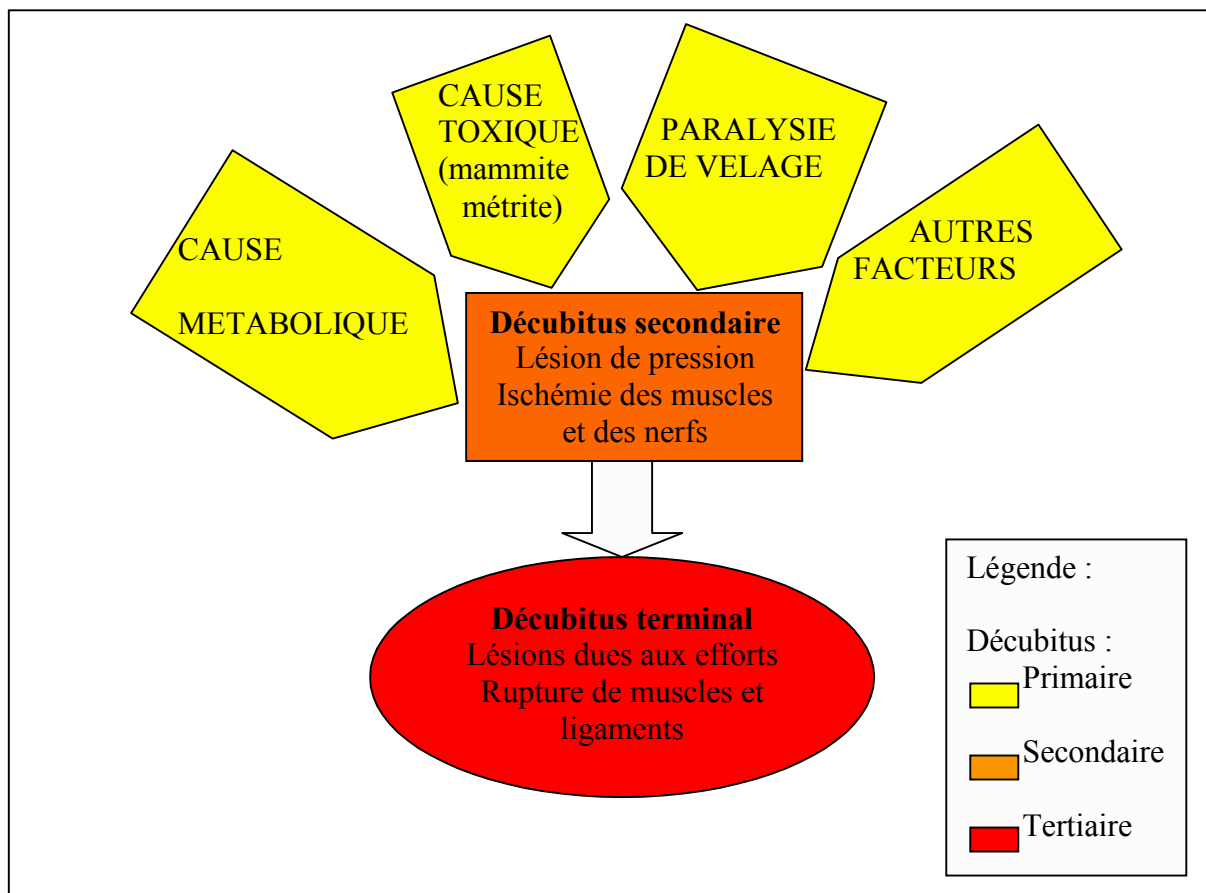 CAUSE
METABOLIQUE
CAUSE
TOXIQUE
(mammite
métrite)
PARALYSIE
DE VELAGE
AUTRES
FACTEURS
Décubitus secondaire
Lésion de pression
Ischémie des muscles
et des nerfs
Décubitus terminal
Lésions dues aux efforts
Rupture de muscles et
ligaments
Légende :
Décubitus :
Primaire
Secondaire
Tertiaire